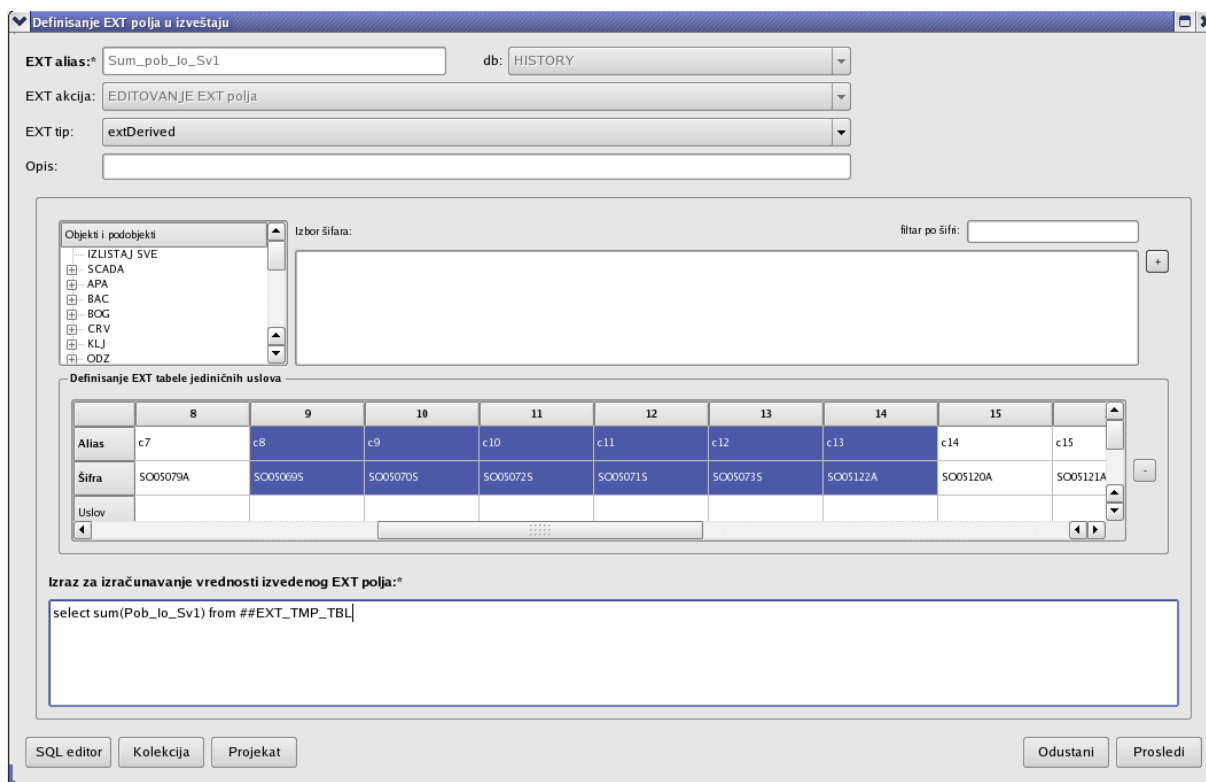 Definisanje EXT polja u izveštaju
EXT alias:* Sum_pob_Io_Sv1 db: HISTORY
EXT akcija: EDITOVANJE EXT polja
EXT tip: extDerived
Opis:
Objekti i podobjekti Izbor šifara: filtar po šifri:
IZLISTAJ SVE
SCADA +
APA
BAC
BOG
CRV
KLJ
ODZ
Definisanje EXT tabele jediničnih uslova
8 9 10 11 12 13 14 15
Alias c7 c8 c9 c10 c11 c12 c13 c14 c15
Šifra SO05079A SO05069S SO05070S SO05072S SO05071S SO05073S SO05122A SO05120A SO05121A -
Uslov
Izraz za izračunavanje vrednosti izvedenog EXT polja:*
select sum(Pob_Io_Sv1) from ##EXT_TMP_TBL
SQL editor Kolekcija Projekat Odustani Prosledi